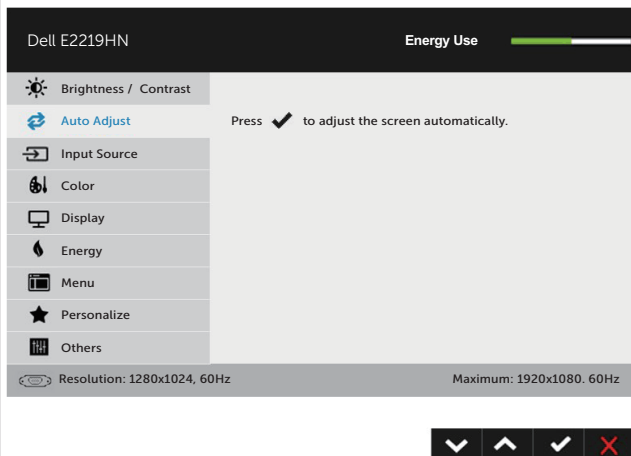 Dell E2219HN
Energy Use
Brightness / Contrast
Auto Adjust
Press to adjust the screen automatically.
Input Source
Color
Display
Energy
Menu
Personalize
Others
Resolution: 1280x1024, 60Hz
Maximum: 1920x1080. 60Hz